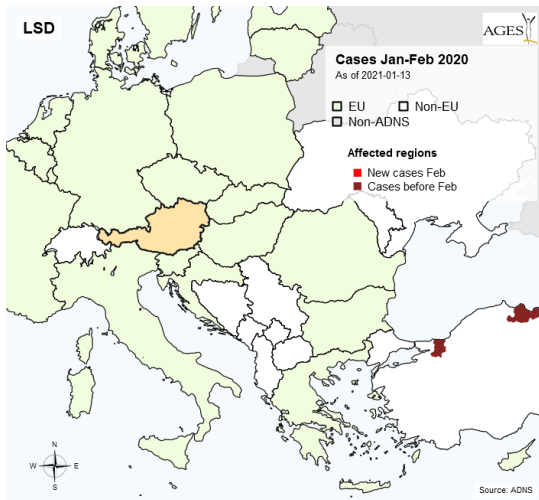 LSD
AGES
Cases Jan-Feb 2020
As of 2021-01-13
EU
Non-EU
Non-ADNS
Affected regions
New cases Feb
Cases before Feb
N
W
E
S
Source: ADNS